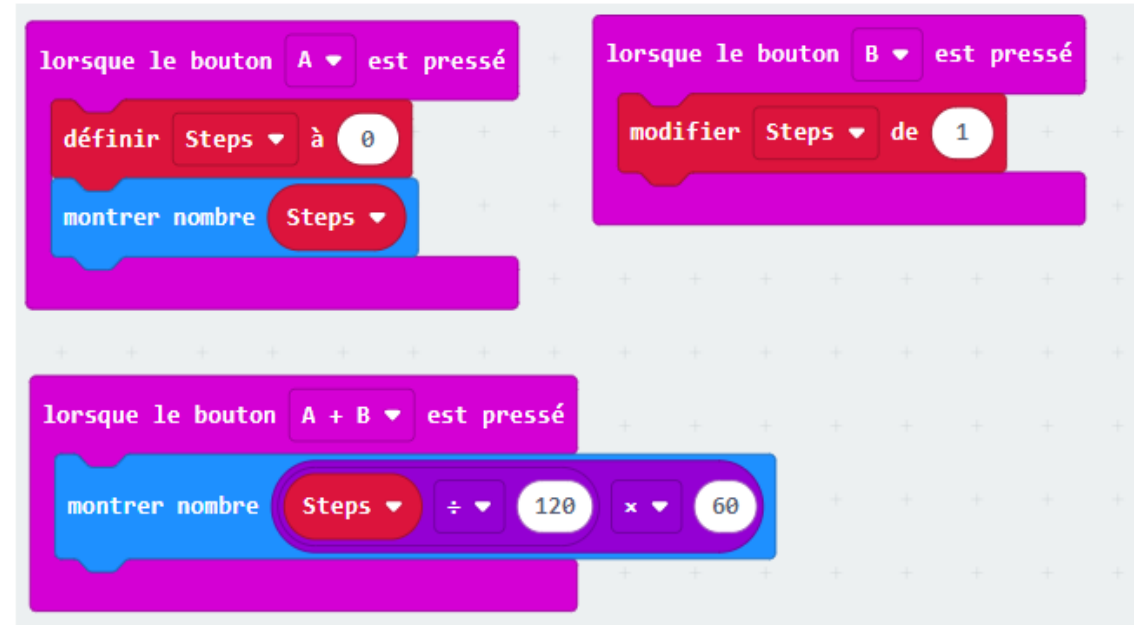 lorsque le bouton A est pressé
définir Steps à 0
montrer nombre Steps
lorsque le bouton B est pressé
modifier Steps de 1
lorsque le bouton A + B est pressé
montrer nombre Steps ÷ 120 × 60